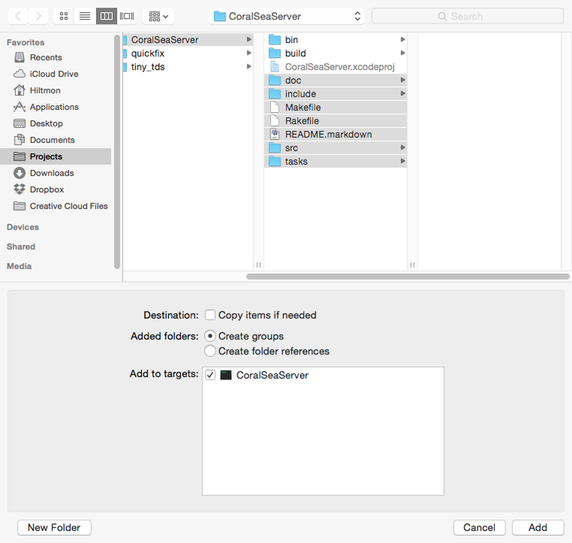 CoralSeaServer
Search
Favorites
Recents
iCloud Drive
Hiltmon
Applications
Desktop
Documents
Projects
Downloads
Dropbox
Creative Cloud Files
Devices
Shared
Media
CoralSeaServer
quickfix
tiny_tds
bin
build
CoralSeaServer.xcodeproj
doc
include
Makefile
Rakefile
README.markdown
src
tasks
Destination: Copy items if needed
Added folders: Create groups
Create folder references
Add to targets: CoralSeaServer
New Folder Cancel Add